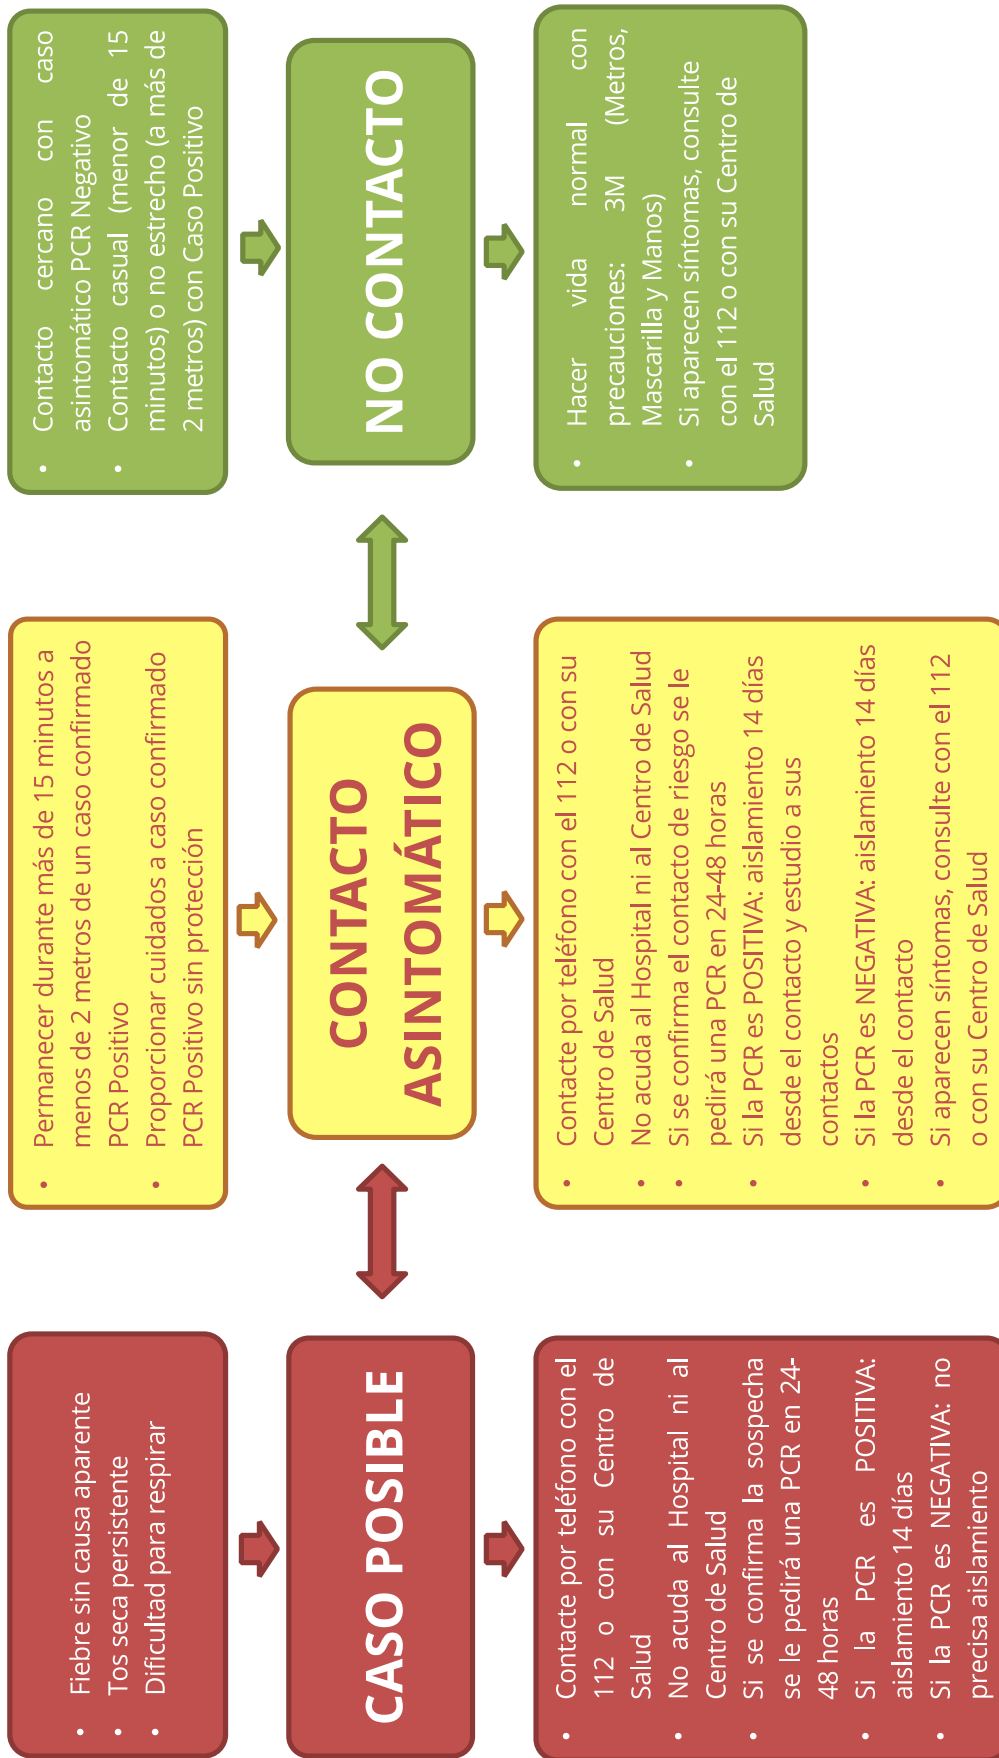 • Fiebre sin causa aparente
• Tos seca persistente
• Dificultad para respirar
CASO POSIBLE
• Contacte por teléfono con el
112 o con su Centro de
Salud
• No acuda al Hospital ni al
Centro de Salud
• Si se confirma la sospecha
se le pedirá una PCR en 24-
48 horas
• Si la PCR es POSITIVA:
aislamiento 14 días
• Si la PCR es NEGATIVA: no
precisa aislamiento
• Permanecer durante más de 15 minutos a
menos de 2 metros de un caso confirmado
PCR Positivo
• Proporcionar cuidados a caso confirmado
PCR Positivo sin protección
CONTACTO
ASINTOMÁTICO
• Contacte por teléfono con el 112 o con su
Centro de Salud
• No acuda al Hospital ni al Centro de Salud
• Si se confirma el contacto de riesgo se le
pedirá una PCR en 24-48 horas
• Si la PCR es POSITIVA: aislamiento 14 días
desde el contacto y estudio a sus
contactos
• Si la PCR es NEGATIVA: aislamiento 14 días
desde el contacto
• Si aparecen síntomas, consulte con el 112
o con su Centro de Salud
• Contacto cercano con caso
asintomático PCR Negativo
• Contacto casual (menor de 15
minutos) o no estrecho (a más de
2 metros) con Caso Positivo
NO CONTACTO
• Hacer vida normal con
precauciones: 3M (Metros,
Mascarilla y Manos)
• Si aparecen síntomas, consulte
con el 112 o con su Centro de
Salud